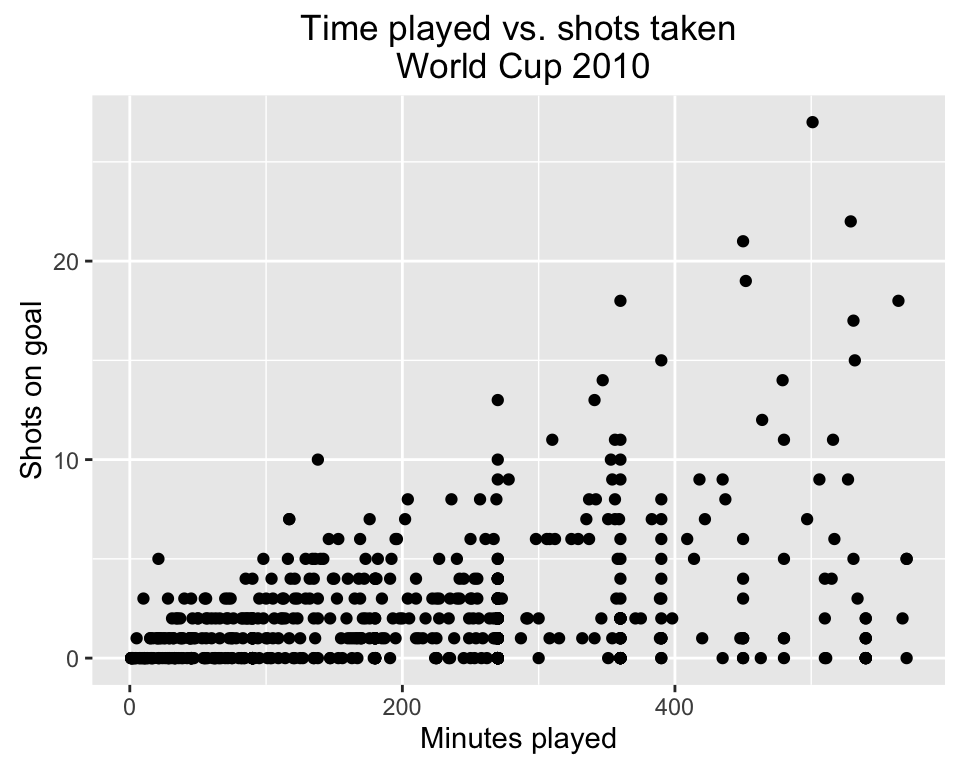 Time played vs. shots taken
World Cup 2010
Shots on goal
20
10
0
0 200 400
Minutes played